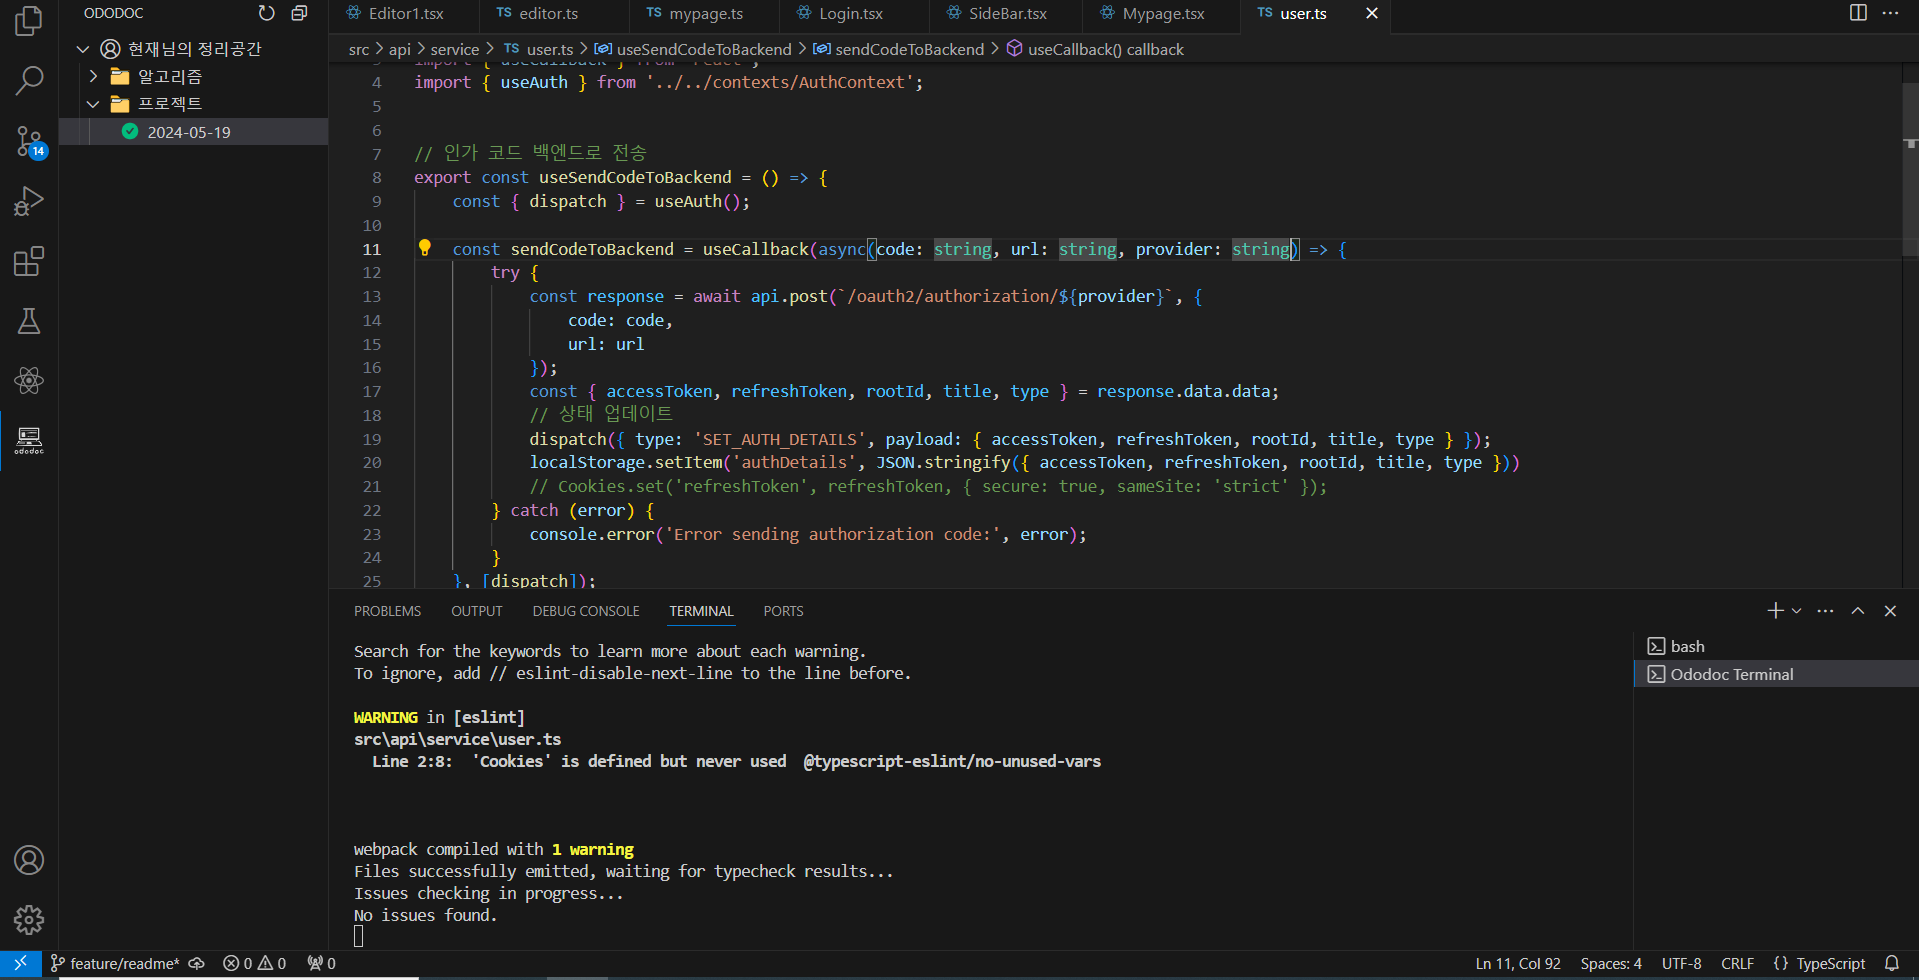 ODODOC
현재님의 정리공간
알고리즘
프로젝트
2024-05-19
14
ododoc
Editor1.tsx
TS editor.ts
TS mypage.ts
Login.tsx
SideBar.tsx
Mypage.tsx
TS user.ts
src > api > service > TS user.ts > useSendCodeToBackend > sendCodeToBackend > useCallback() callback
3 import { useCallback } from 'react';
4 import { useAuth } from '../../contexts/AuthContext';
5
6
7 // 인가 코드 백엔드로 전송
8 export const useSendCodeToBackend = () => {
9 const { dispatch } = useAuth();
10
11 const sendCodeToBackend = useCallback(async(code: string, url: string, provider: string) => {
12 try {
13 const response = await api.post(`/oauth2/authorization/${provider}`, {
14 code: code,
15 url: url
16 });
17 const { accessToken, refreshToken, rootId, title, type } = response.data.data;
18 // 상태 업데이트
19 dispatch({ type: 'SET_AUTH_DETAILS', payload: { accessToken, refreshToken, rootId, title, type } });
20 localStorage.setItem('authDetails', JSON.stringify({ accessToken, refreshToken, rootId, title, type }))
21 // Cookies.set('refreshToken', refreshToken, { secure: true, sameSite: 'strict' });
22 } catch (error) {
23 console.error('Error sending authorization code:', error);
24 }
25 }, [dispatch]);
PROBLEMS OUTPUT DEBUG CONSOLE TERMINAL PORTS
Search for the keywords to learn more about each warning.
To ignore, add // eslint-disable-next-line to the line before.
WARNING in [eslint]
src\api\service\user.ts
Line 2:8: 'Cookies' is defined but never used @typescript-eslint/no-unused-vars
webpack compiled with 1 warning
Files successfully emitted, waiting for typecheck results...
Issues checking in progress...
No issues found.
bash
Ododoc Terminal
feature/readme* 0 0 0
Ln 11, Col 92 Spaces: 4 UTF-8 CRLF {} TypeScript